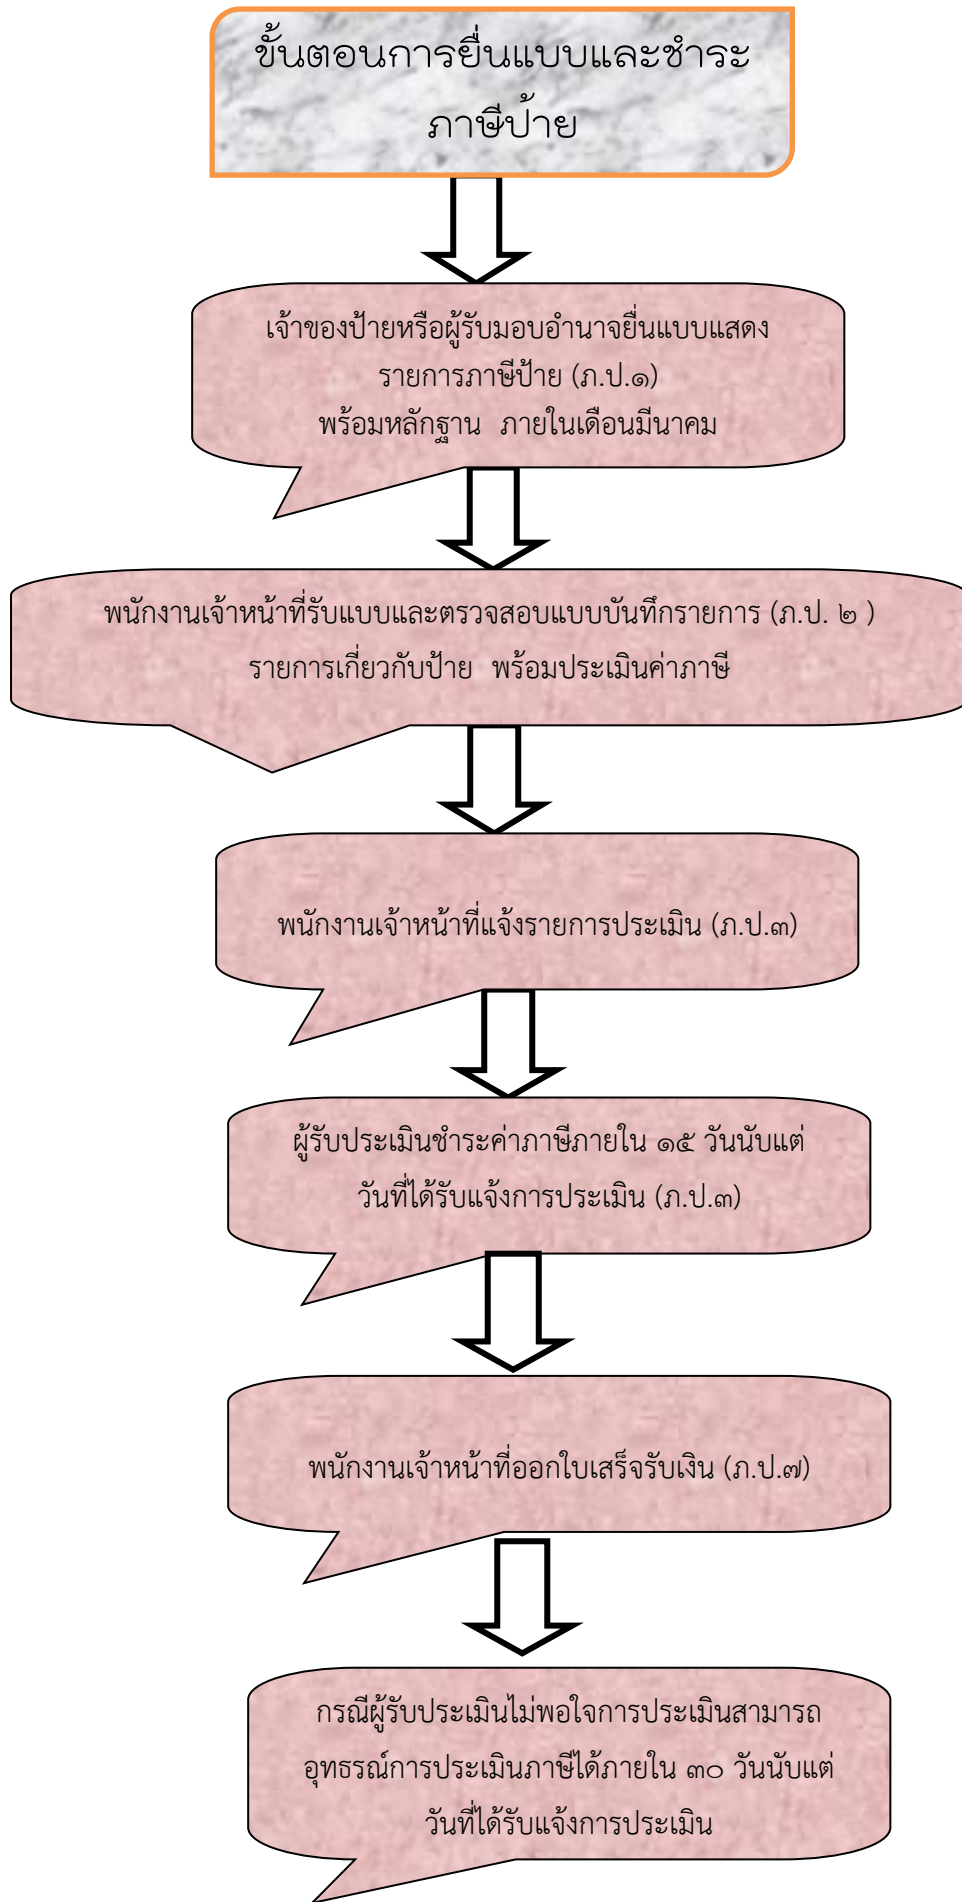 ขั้นตอนการยื่นแบบและชำระ
ภาษีป้าย
เจ้าของป้ายหรือผู้รับมอบอำนาจยื่นแบบแสดง
รายการภาษีป้าย (ภ.ป.๑)
พร้อมหลักฐาน ภายในเดือนมีนาคม
พนักงานเจ้าหน้าที่รับแบบและตรวจสอบแบบบันทึกรายการ (ภ.ป. ๒ )
รายการเกี่ยวกับป้าย พร้อมประเมินค่าภาษี
พนักงานเจ้าหน้าที่แจ้งรายการประเมิน (ภ.ป.๓)
ผู้รับประเมินชำระค่าภาษีภายใน ๑๕ วันนับแต่
วันที่ได้รับแจ้งการประเมิน (ภ.ป.๓)
พนักงานเจ้าหน้าที่ออกใบเสร็จรับเงิน (ภ.ป.๗)
กรณีผู้รับประเมินไม่พอใจการประเมินสามารถ
อุทธรณ์การประเมินภาษีได้ภายใน ๓๐ วันนับแต่
วันที่ได้รับแจ้งการประเมิน